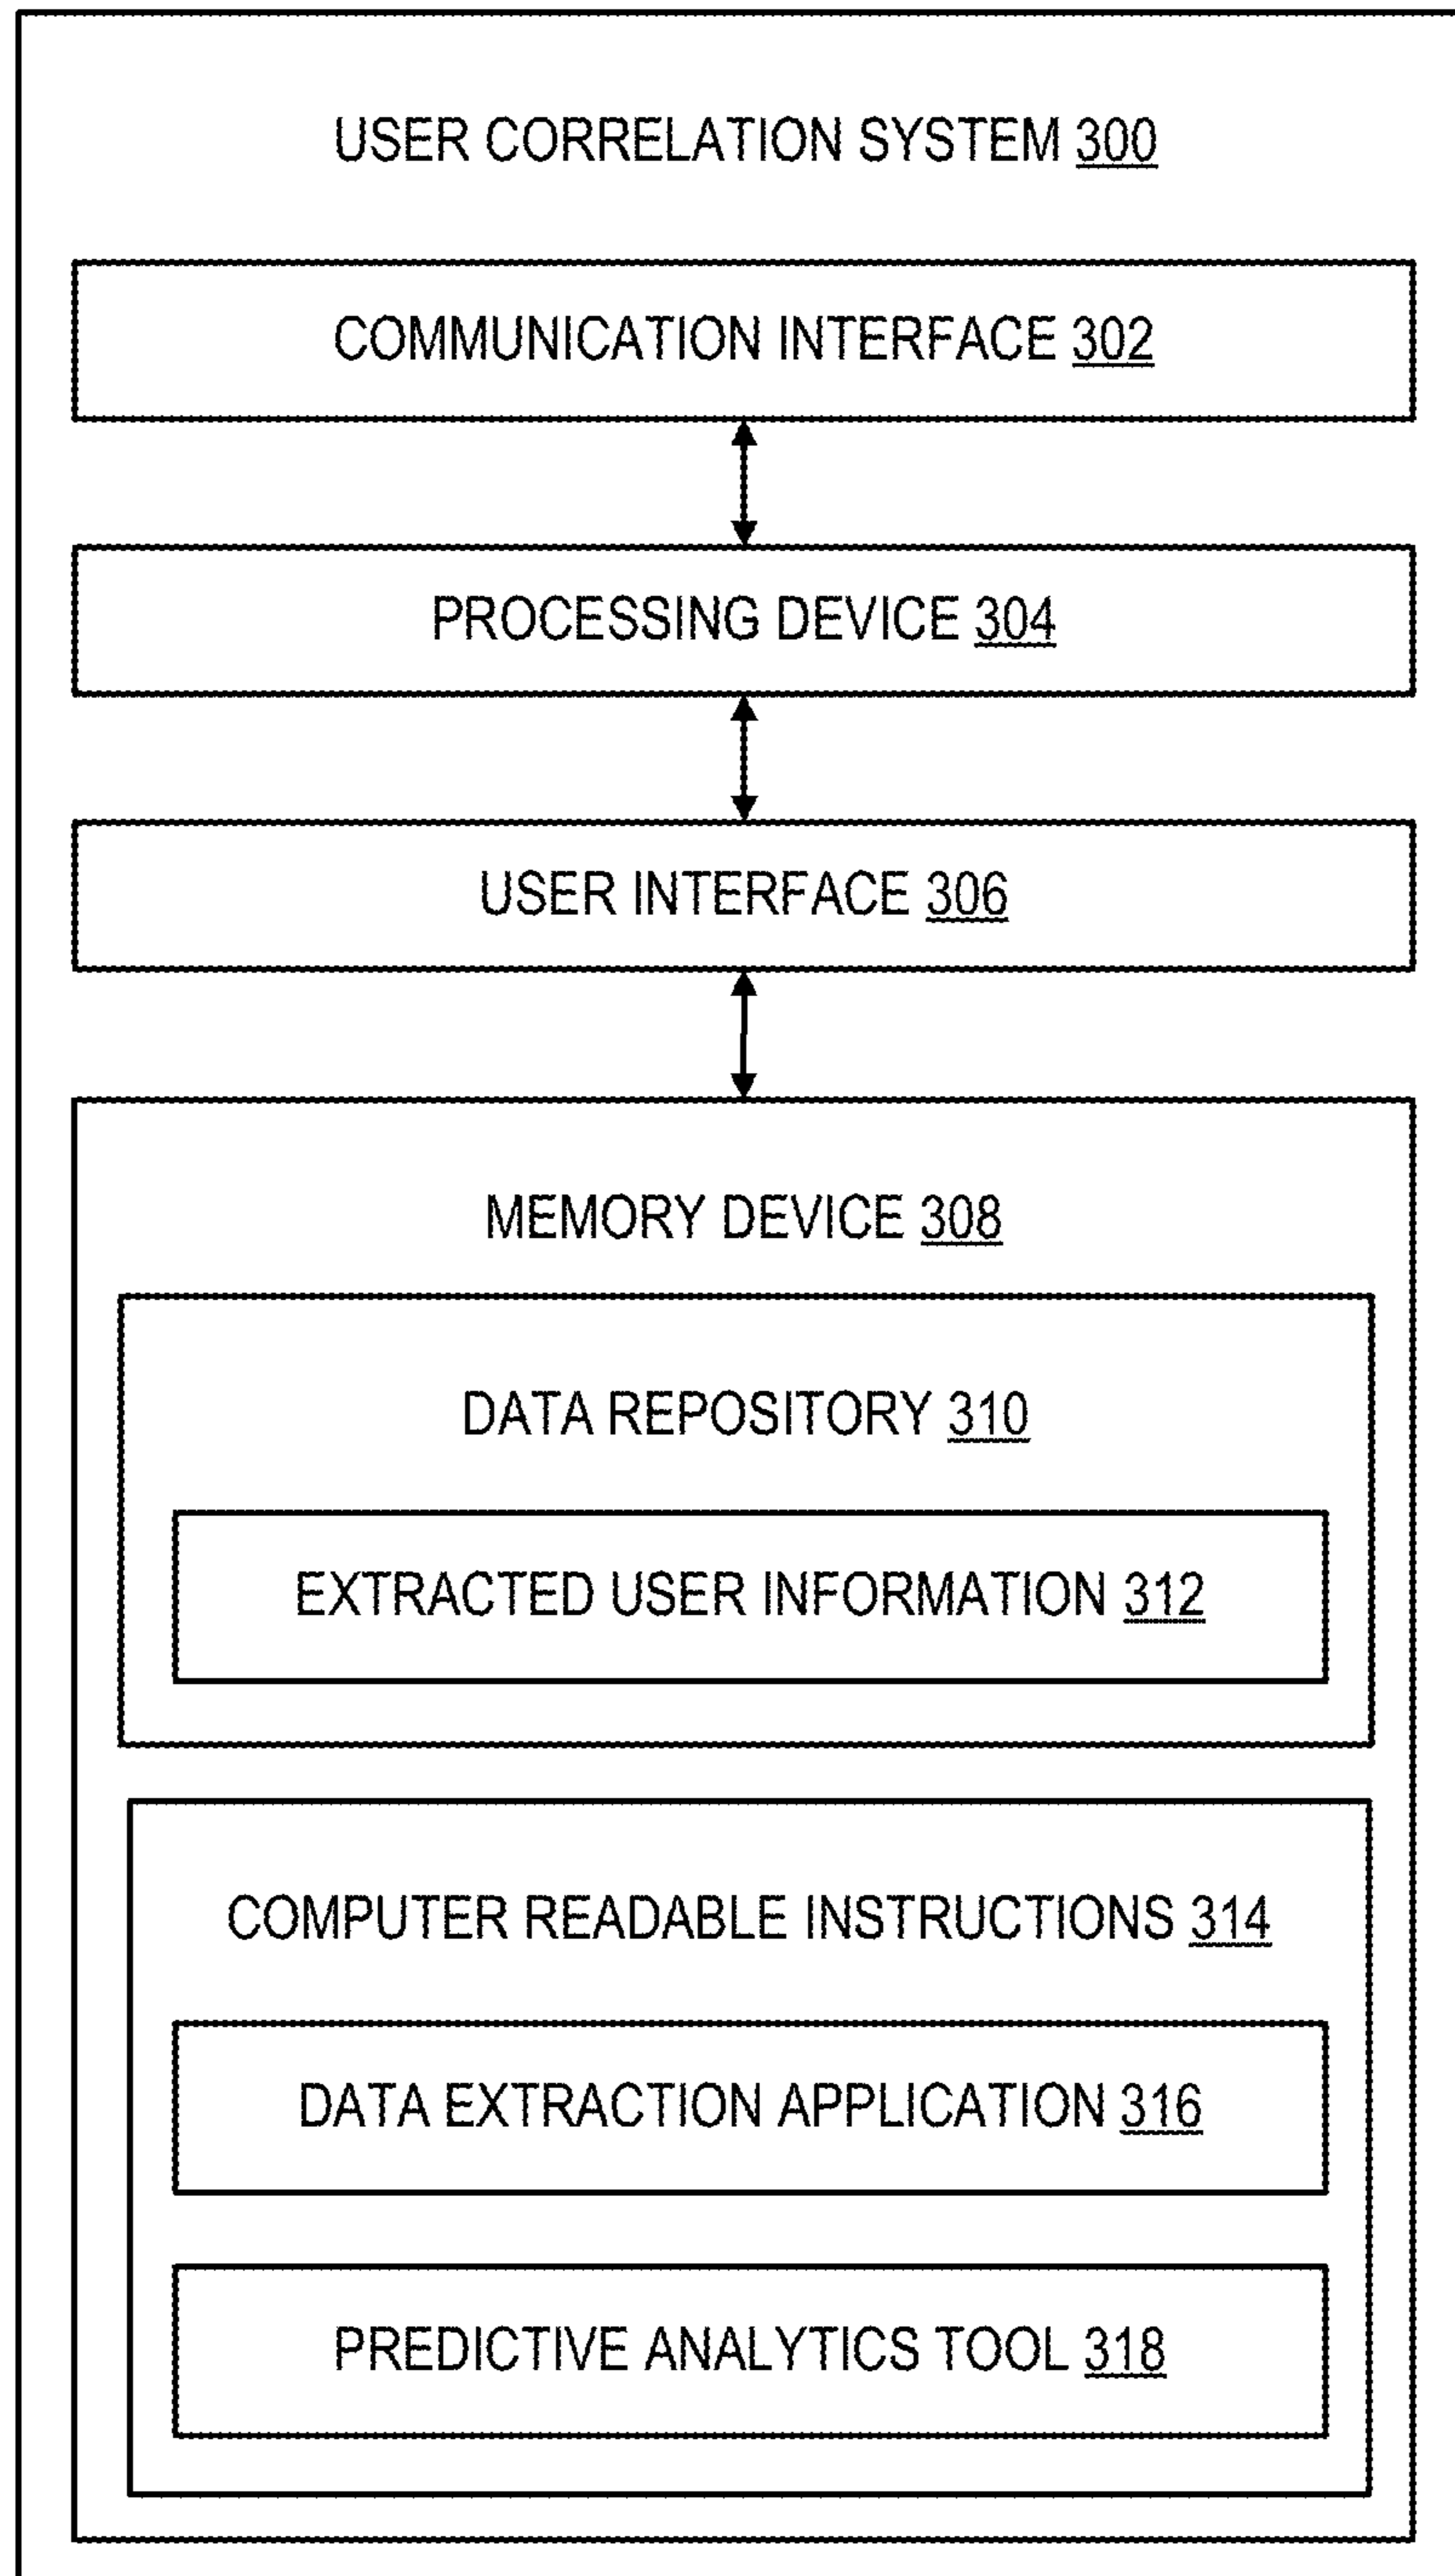 USER CORRELATION SYSTEM 300
COMMUNICATION INTERFACE 302
PROCESSING DEVICE 304
USER INTERFACE 306
MEMORY DEVICE 308
DATA REPOSITORY 310
EXTRACTED USER INFORMATION 312
COMPUTER READABLE INSTRUCTIONS 314
DATA EXTRACTION APPLICATION 316
PREDICTIVE ANALYTICS TOOL 318